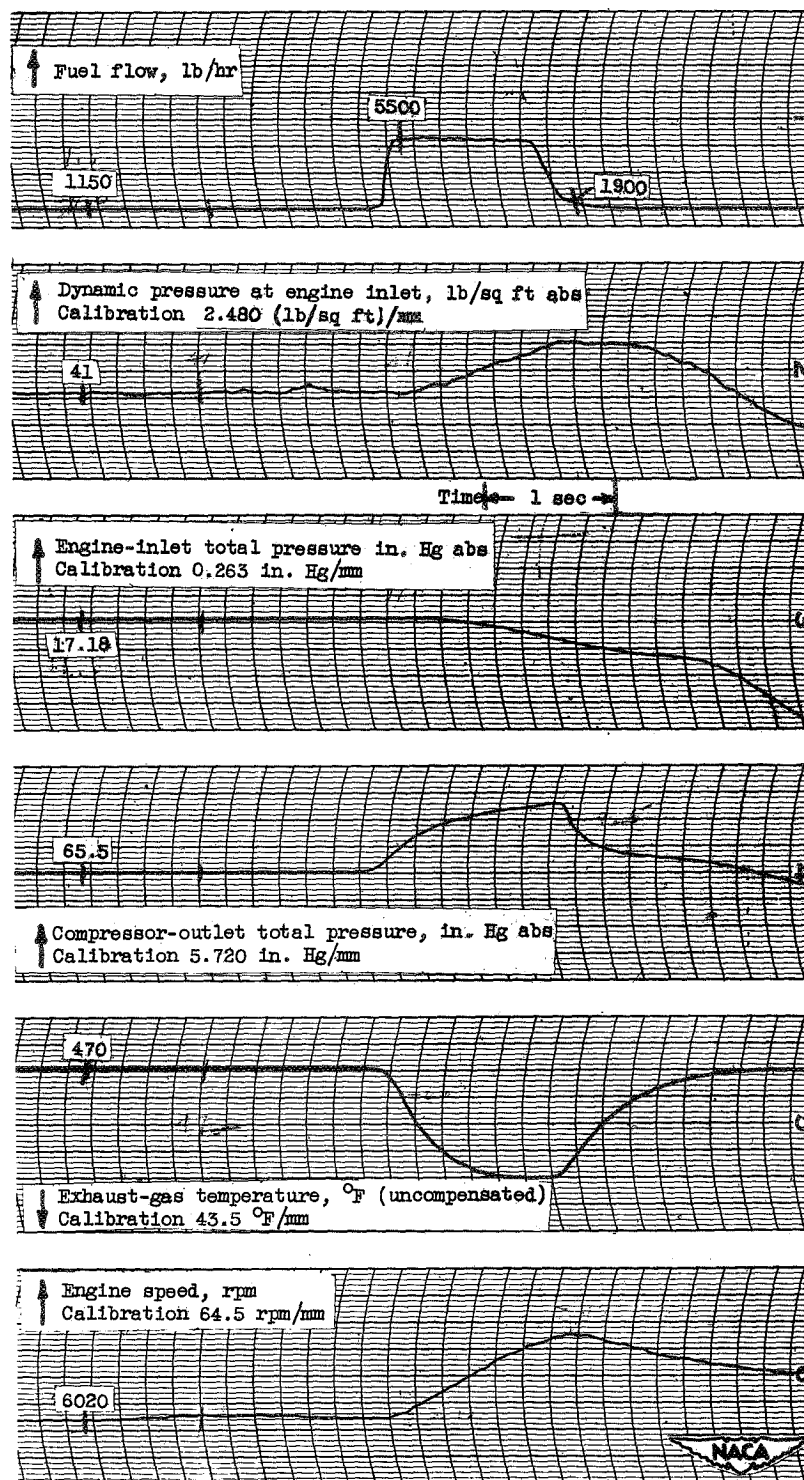 Fuel flow, lb/hr
5500
1150
1900
Dynamic pressure at engine inlet, lb/sq ft abs
Calibration 2.480 (lb/sq ft)/mm
41
Time 1 sec
Engine-inlet total pressure in. Hg abs
Calibration 0.263 in. Hg/mm
17.18
65.5
Compressor-outlet total pressure, in. Hg abs
Calibration 5.720 in. Hg/mm
470
Exhaust-gas temperature, °F (uncompensated)
Calibration 43.5 °F/mm
Engine speed, rpm
Calibration 64.5 rpm/mm
6020
NACA